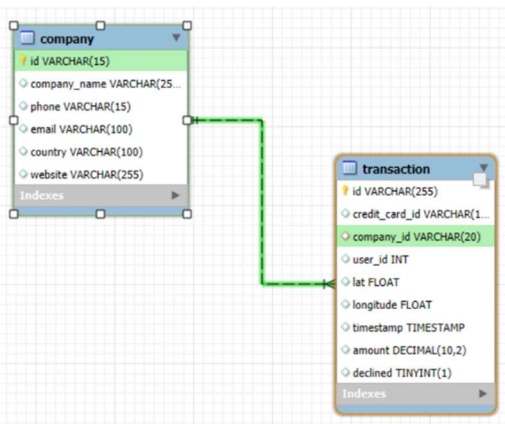 company
id VARCHAR(15)
company_name VARCHAR(25...
phone VARCHAR(15)
email VARCHAR(100)
country VARCHAR(100)
website VARCHAR(255)
Indexes
transaction
id VARCHAR(255)
credit_card_id VARCHAR(1...
company_id VARCHAR(20)
user_id INT
lat FLOAT
longitude FLOAT
timestamp TIMESTAMP
amount DECIMAL(10,2)
declined TINYINT(1)
Indexes